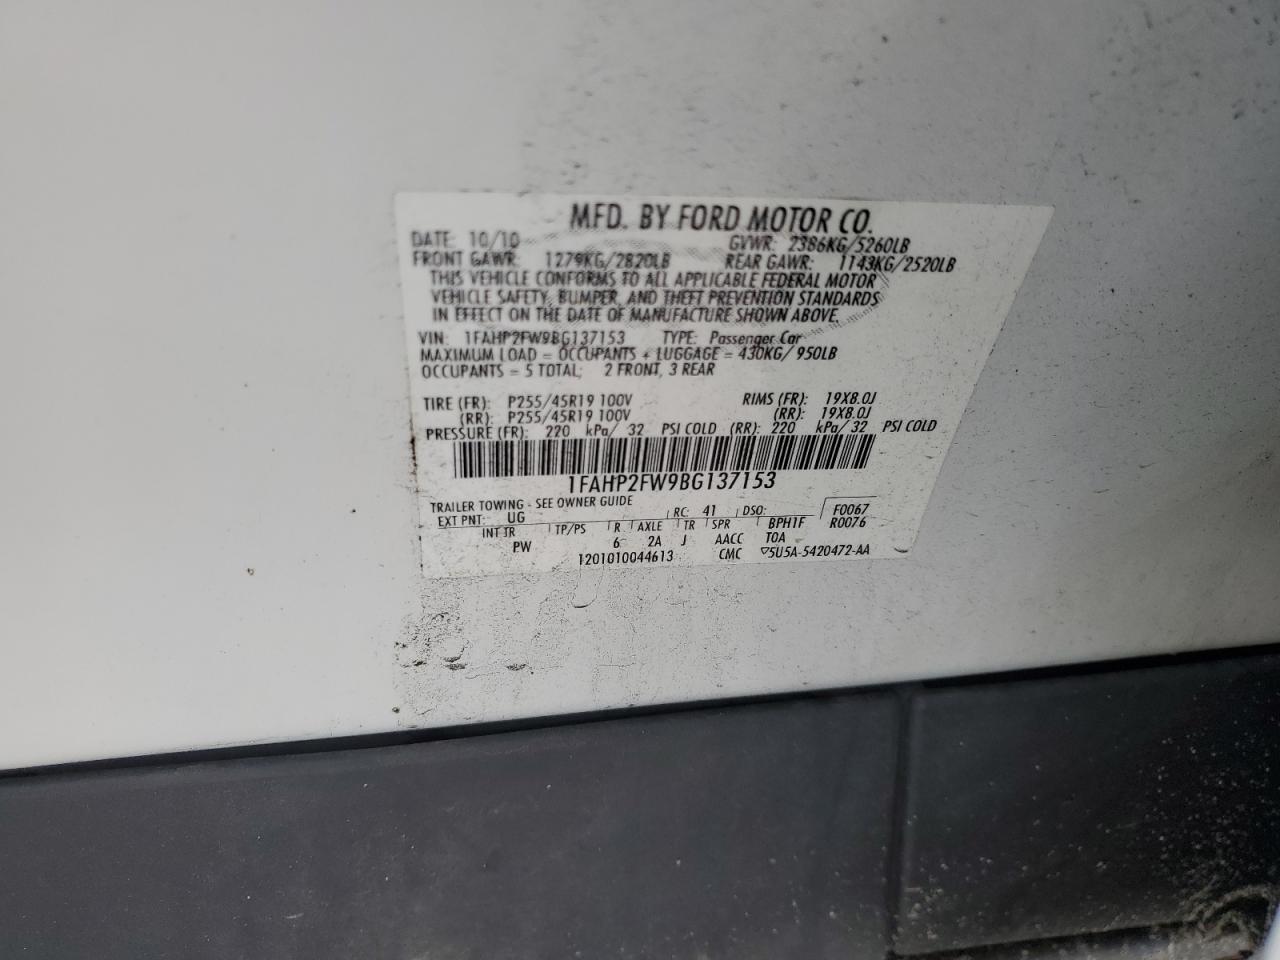 MFD. BY FORD MOTOR CO.
DATE: 10/10 GVWR: 2386KG/5260LB
FRONT GAWR: 1279KG/2820LB REAR GAWR: 1143KG/2520LB
THIS VEHICLE CONFORMS TO ALL APPLICABLE FEDERAL MOTOR
VEHICLE SAFETY, BUMPER, AND THEFT PREVENTION STANDARDS
IN EFFECT ON THE DATE OF MANUFACTURE SHOWN ABOVE.
VIN: 1FAHP2FW9BG137153 TYPE: Passenger Car
MAXIMUM LOAD = OCCUPANTS + LUGGAGE = 430KG/ 950LB
OCCUPANTS = 5 TOTAL; 2 FRONT, 3 REAR
TIRE (FR): P255/45R19 100V RIMS (FR): 19X8.0J
(RR): P255/45R19 100V (RR): 19X8.0J
PRESSURE (FR): 220 kPa/ 32 PSI COLD (RR): 220 kPa/ 32 PSI COLD
1FAHP2FW9BG137153
TRAILER TOWING - SEE OWNER GUIDE
EXT PNT: UG RC: 41 DSO: F0067
INT TR TP/PS R AXLE TR SPR BPH1F R0076
PW 6 2A J AACC TOA
1201010044613 CMC ▽5U5A-5420472-AA